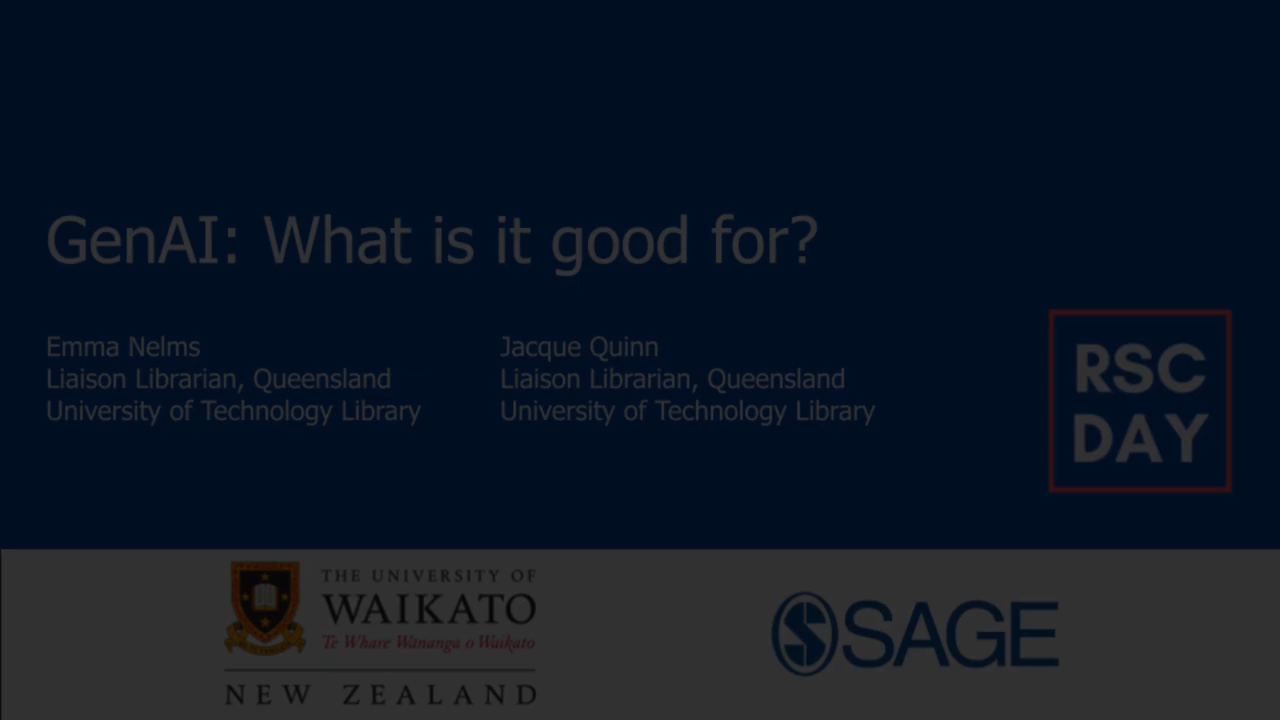 GenAI: What is it good for?
Emma Nelms
Liaison Librarian, Queensland
University of Technology Library
Jacque Quinn
Liaison Librarian, Queensland
University of Technology Library
RSC
DAY
THE UNIVERSITY OF
WAIKATO
Te Whare Wānanga o Waikato
NEW ZEALAND
SAGE